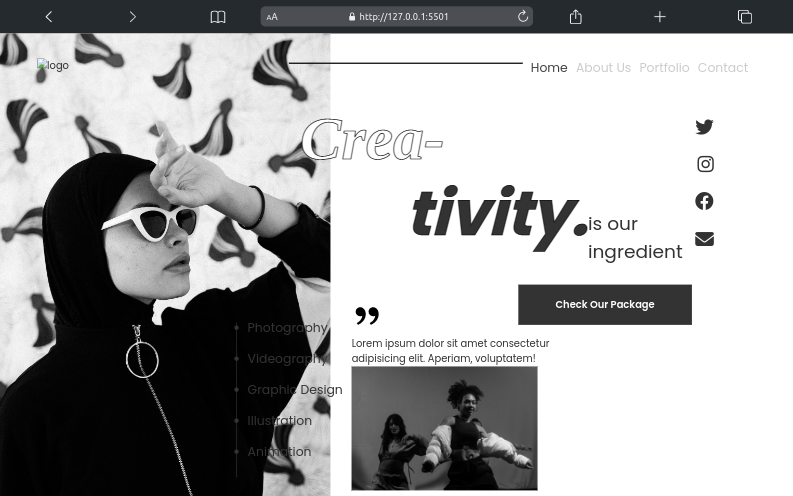 AA
http://127.0.0.1:5501
logo
Home About Us Portfolio Contact
Crea-
tivity.
is our
ingredient
Check Our Package
Photography
Videography
Graphic Design
Illustration
Animation
”
Lorem ipsum dolor sit amet consectetur
adipisicing elit. Aperiam, voluptatem!